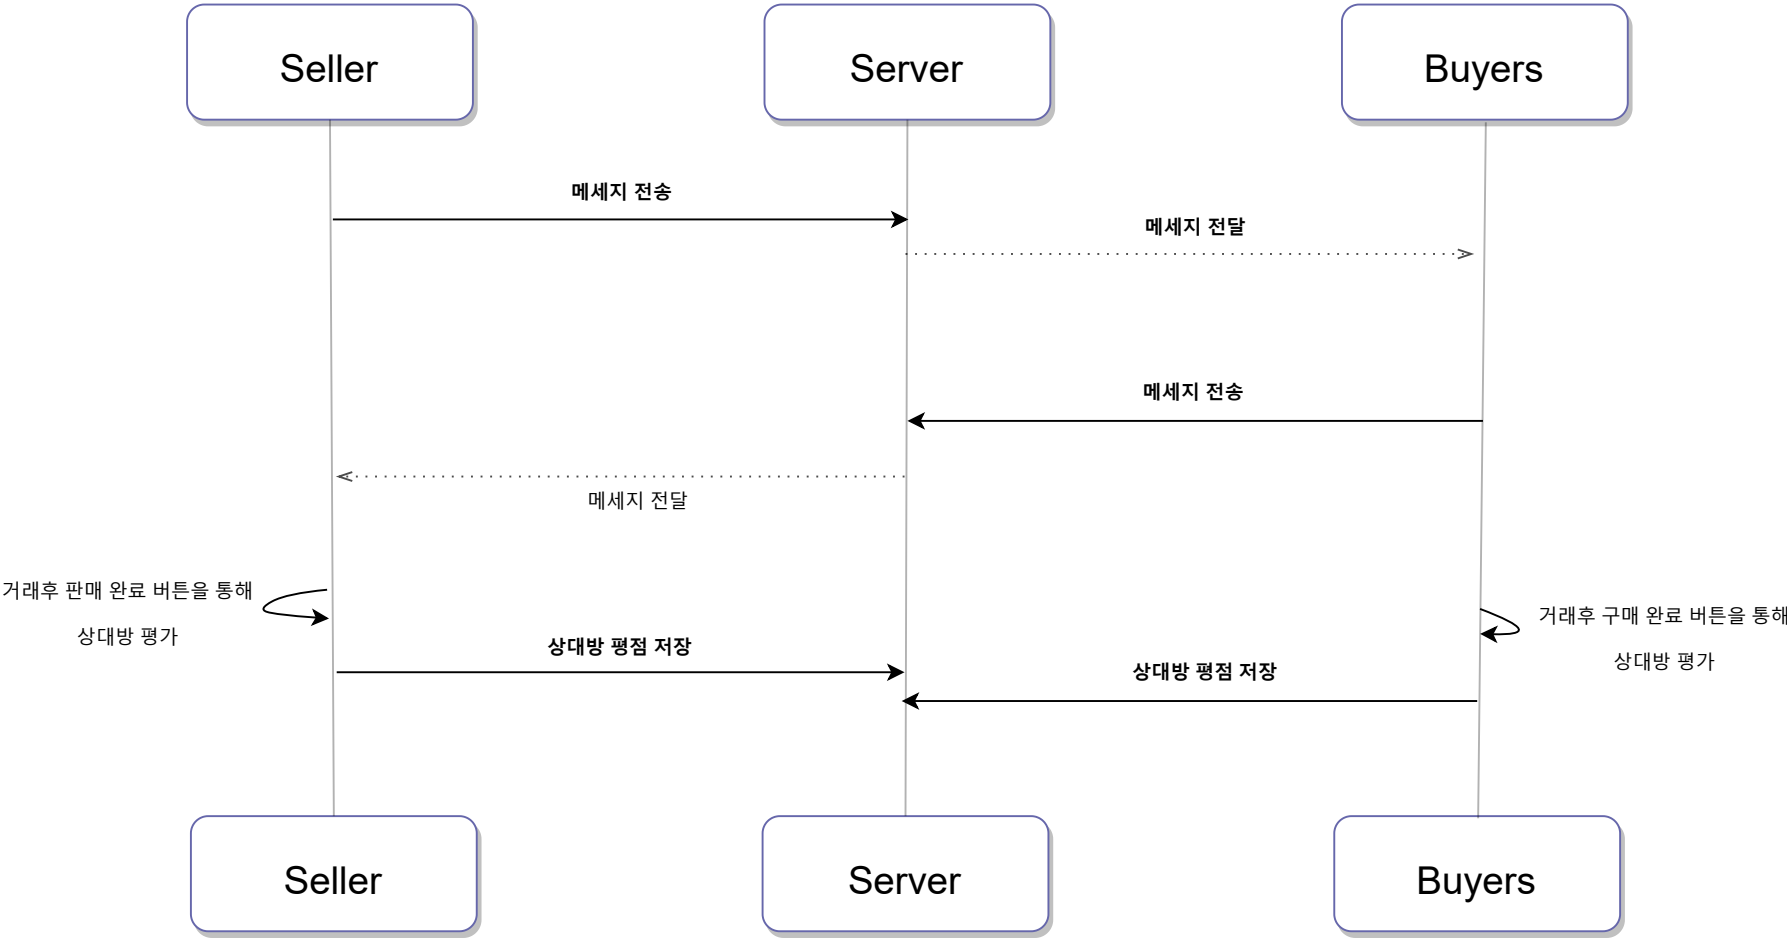 Seller
Server
Buyers
메세지 전송
메세지 전달
메세지 전송
메세지 전달
거래후 판매 완료 버튼을 통해
상대방 평가
거래후 구매 완료 버튼을 통해
상대방 평가
상대방 평점 저장
상대방 평점 저장
Seller
Server
Buyers